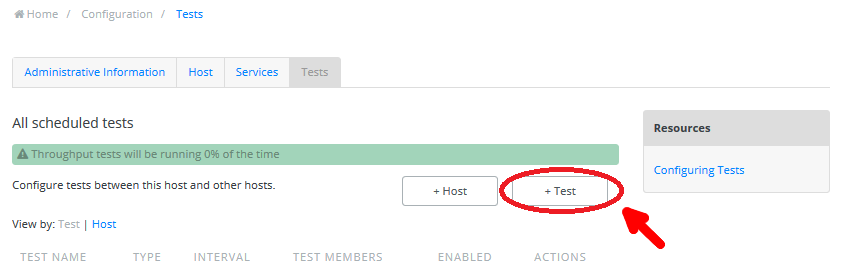 Home / Configuration / Tests
Administrative Information Host Services Tests
All scheduled tests
Throughput tests will be running 0% of the time
Configure tests between this host and other hosts.
+ Host
+ Test
View by: Test | Host
TEST NAME TYPE INTERVAL TEST MEMBERS ENABLED ACTIONS
Resources
Configuring Tests